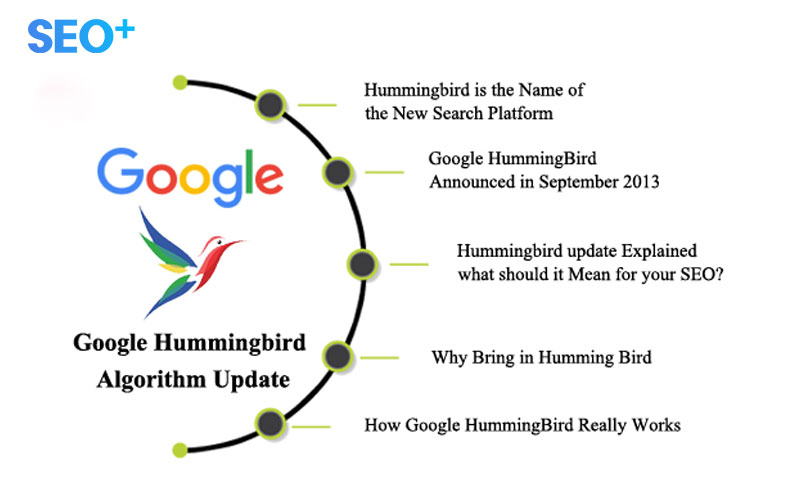 SEO+
Google
Google Hummingbird
Algorithm Update
Hummingbird is the Name of
the New Search Platform
Google HummingBird
Announced in September 2013
Hummingbird update Explained
what should it Mean for your SEO?
Why Bring in Humming Bird
How Google HummingBird Really Works